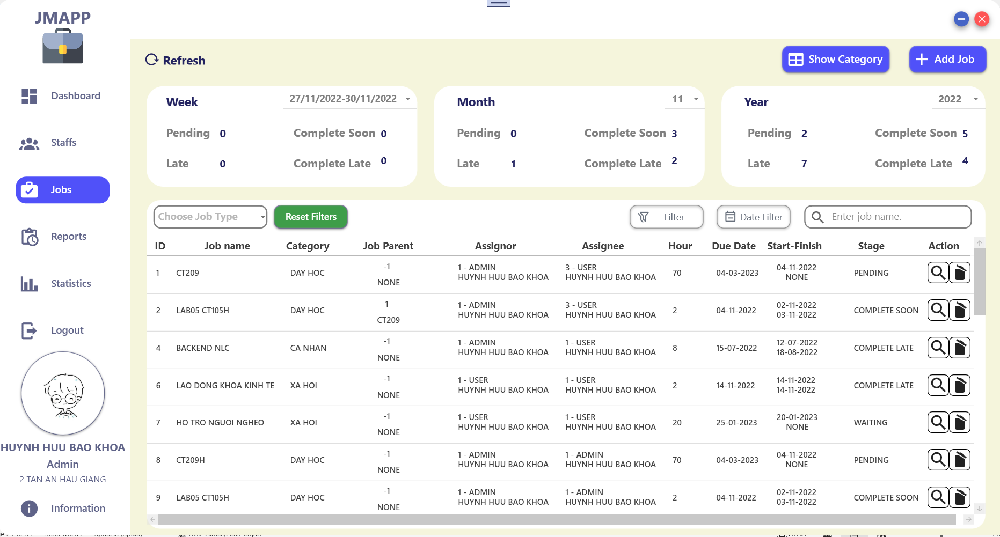 JMAPP
Refresh
Show Category
Add Job
Dashboard
Staffs
Jobs
Reports
Statistics
Logout
HUYNH HUU BAO KHOA
Admin
2 TAN AN HAU GIANG
Information
Week 27/11/2022-30/11/2022
Pending 0 Complete Soon 0
Late 0 Complete Late 0
Month 11
Pending 0 Complete Soon 3
Late 1 Complete Late 2
Year 2022
Pending 2 Complete Soon 5
Late 7 Complete Late 4
Choose Job Type Reset Filters Filter Date Filter Enter job name.
ID Job name Category Job Parent Assignor Assignee Hour Due Date Start-Finish Stage Action
1 CT209 DAY HOC -1 NONE 1 - ADMIN HUYNH HUU BAO KHOA 3 - USER HUYNH HUU BAO KHOA 70 04-03-2023 04-11-2022 NONE PENDING
2 LAB05 CT105H DAY HOC 1 CT209 1 - ADMIN HUYNH HUU BAO KHOA 3 - USER HUYNH HUU BAO KHOA 2 04-11-2022 02-11-2022 03-11-2022 COMPLETE SOON
4 BACKEND NLC CA NHAN -1 NONE 1 - ADMIN HUYNH HUU BAO KHOA 1 - USER HUYNH HUU BAO KHOA 8 15-07-2022 12-07-2022 18-08-2022 COMPLETE LATE
6 LAO DONG KHOA KINH TE XA HOI -1 NONE 1 - USER HUYNH HUU BAO KHOA 1 - USER HUYNH HUU BAO KHOA 2 14-11-2022 14-11-2022 14-11-2022 COMPLETE LATE
7 HO TRO NGUOI NGHEO XA HOI -1 NONE 1 - USER HUYNH HUU BAO KHOA 1 - USER HUYNH HUU BAO KHOA 20 25-01-2023 20-01-2023 NONE WAITING
8 CT209H DAY HOC -1 NONE 1 - ADMIN HUYNH HUU BAO KHOA 1 - ADMIN HUYNH HUU BAO KHOA 70 04-03-2023 04-11-2022 NONE PENDING
9 LAB05 CT105H DAY HOC -1 NONE 1 - ADMIN HUYNH HUU BAO KHOA 1 - ADMIN HUYNH HUU BAO KHOA 2 04-11-2022 02-11-2022 03-11-2022 COMPLETE SOON